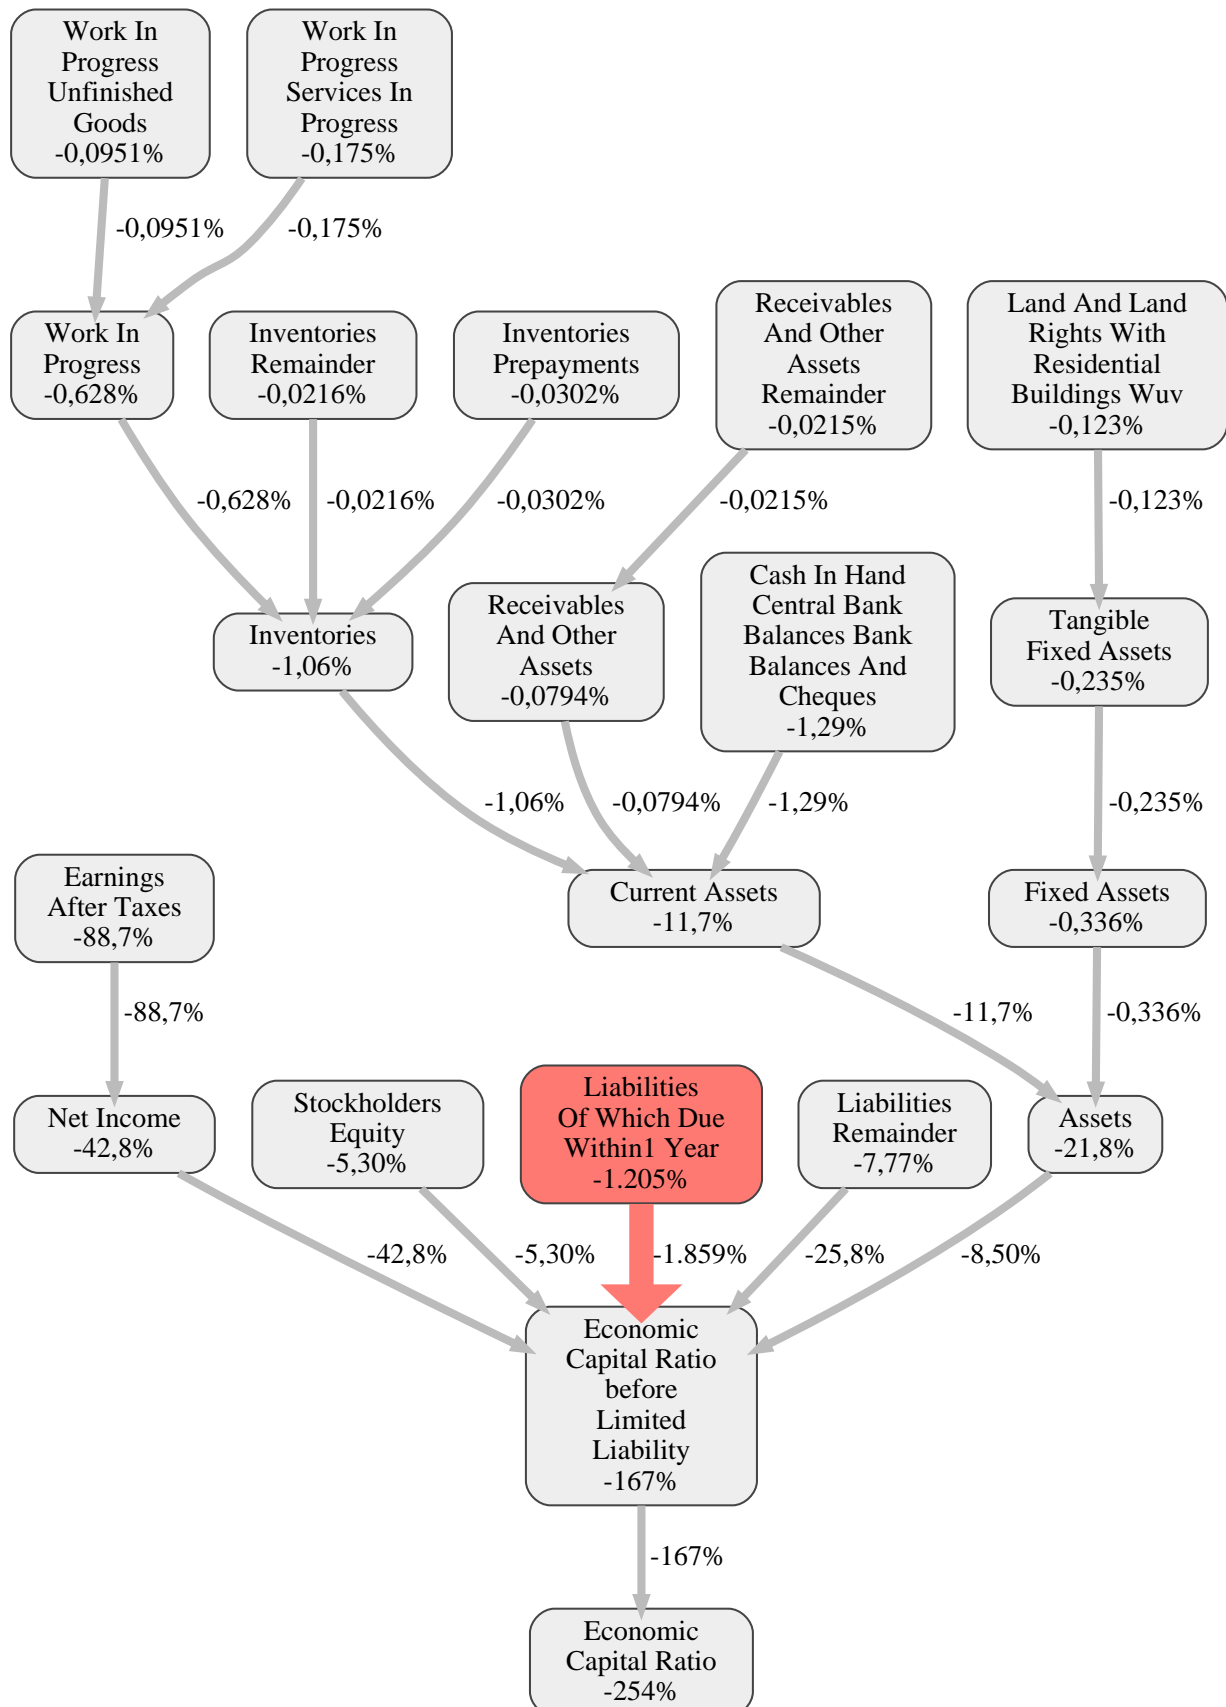 Work In
Progress
Unfinished
Goods
-0,0951%
Work In
Progress
Services In
Progress
-0,175%
-0,0951%
-0,175%
Work In
Progress
-0,628%
Inventories
Remainder
-0,0216%
Inventories
Prepayments
-0,0302%
Receivables
And Other
Assets
Remainder
-0,0215%
Land And Land
Rights With
Residential
Buildings Wuv
-0,123%
-0,628%
-0,0216%
-0,0302%
-0,0215%
-0,123%
Inventories
-1,06%
Receivables
And Other
Assets
-0,0794%
Cash In Hand
Central Bank
Balances Bank
Balances And
Cheques
-1,29%
Tangible
Fixed Assets
-0,235%
-1,06%
-0,0794%
-1,29%
-0,235%
Earnings
After Taxes
-88,7%
Current Assets
-11,7%
Fixed Assets
-0,336%
-88,7%
-11,7%
-0,336%
Net Income
-42,8%
Stockholders
Equity
-5,30%
Liabilities
Of Which Due
Within1 Year
-1.205%
Liabilities
Remainder
-7,77%
Assets
-21,8%
-42,8%
-5,30%
-1.859%
-25,8%
-8,50%
Economic
Capital Ratio
before
Limited
Liability
-167%
-167%
Economic
Capital Ratio
-254%